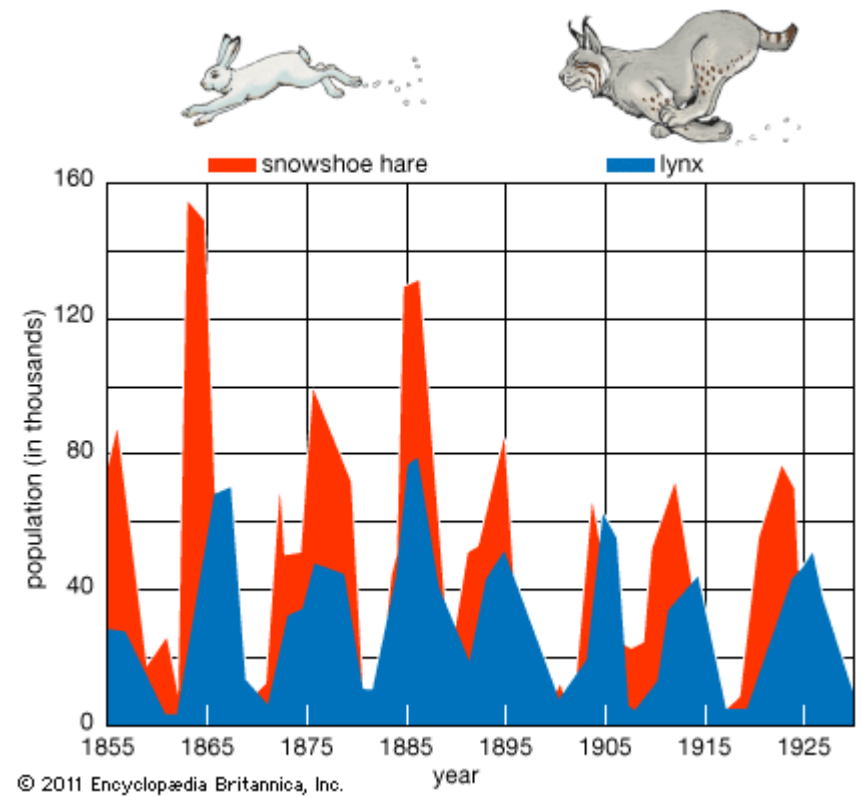 snowshoe hare
lynx
160
120
80
40
0
population (in thousands)
1855 1865 1875 1885 1895 1905 1915 1925
year
© 2011 Encyclopædia Britannica, Inc.